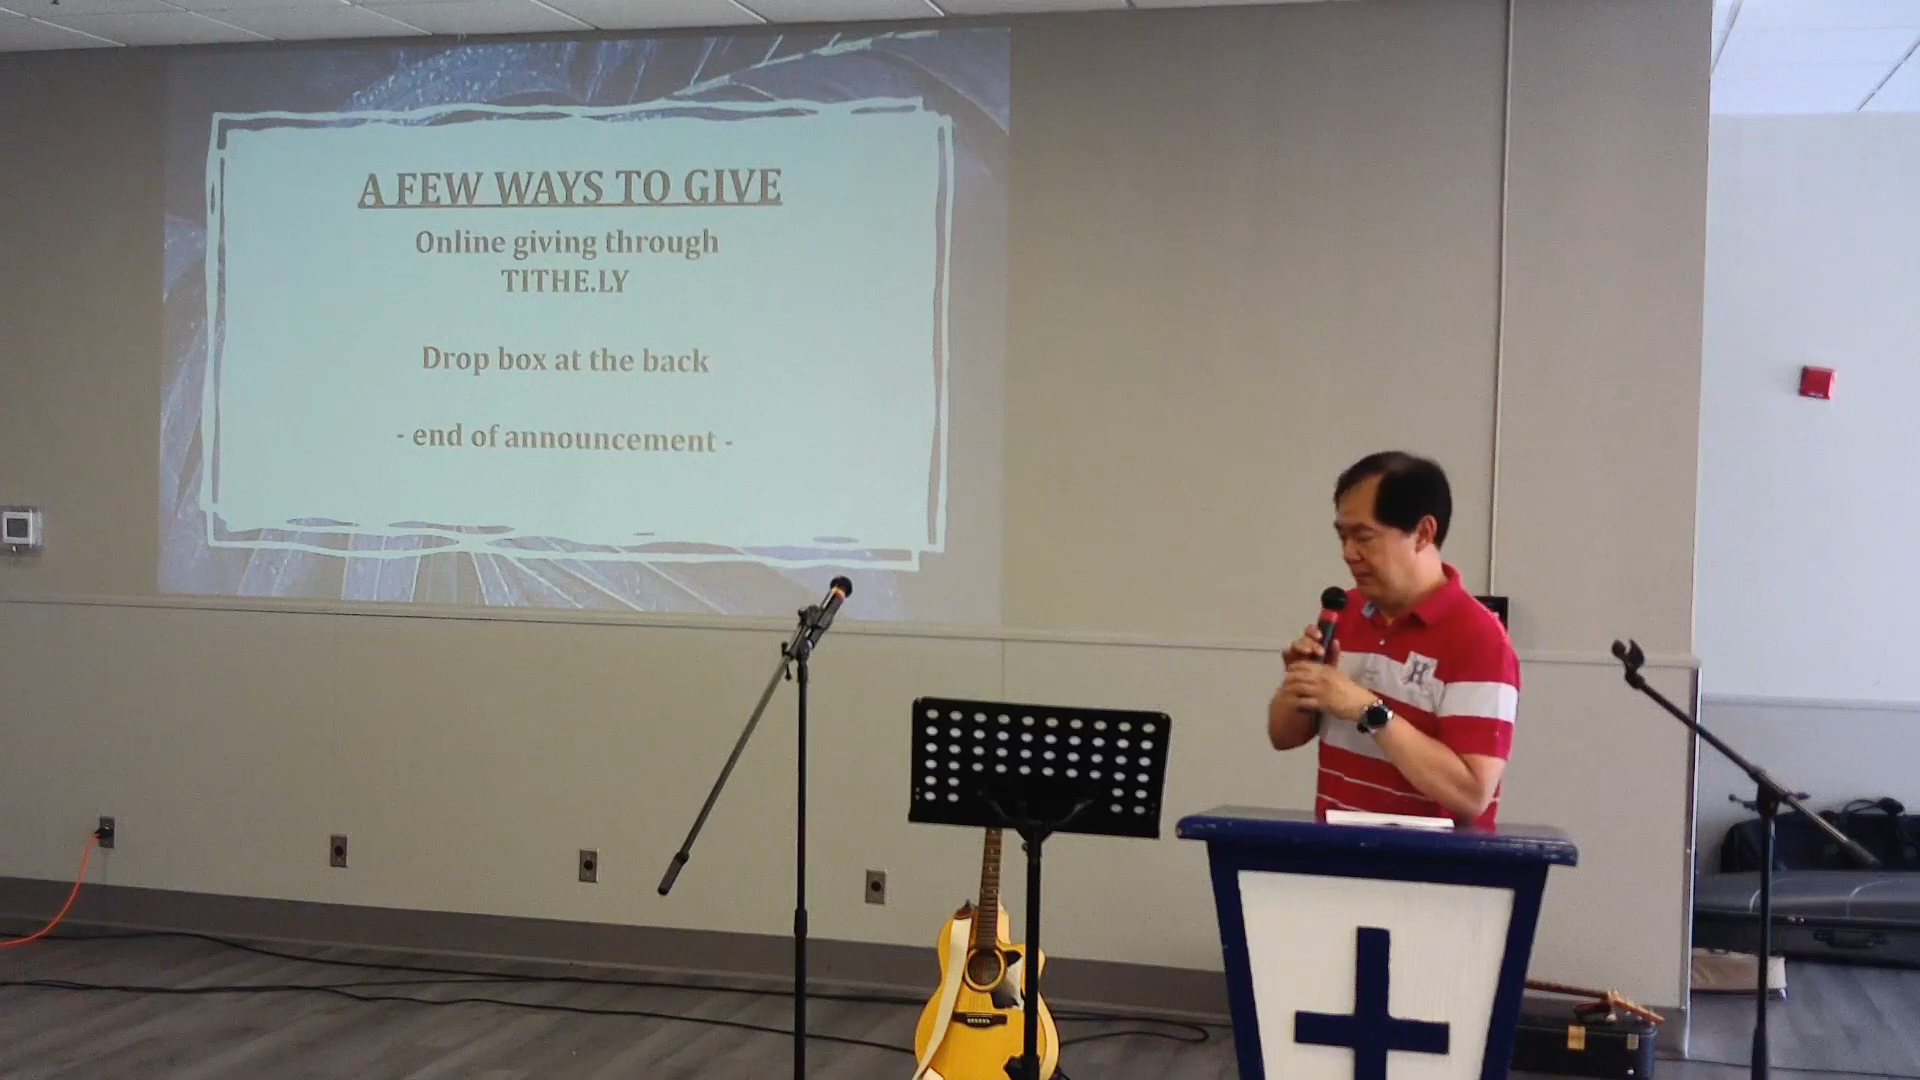 A FEW WAYS TO GIVE
Online giving through
TITHE.LY
Drop box at the back
- end of announcement -
H